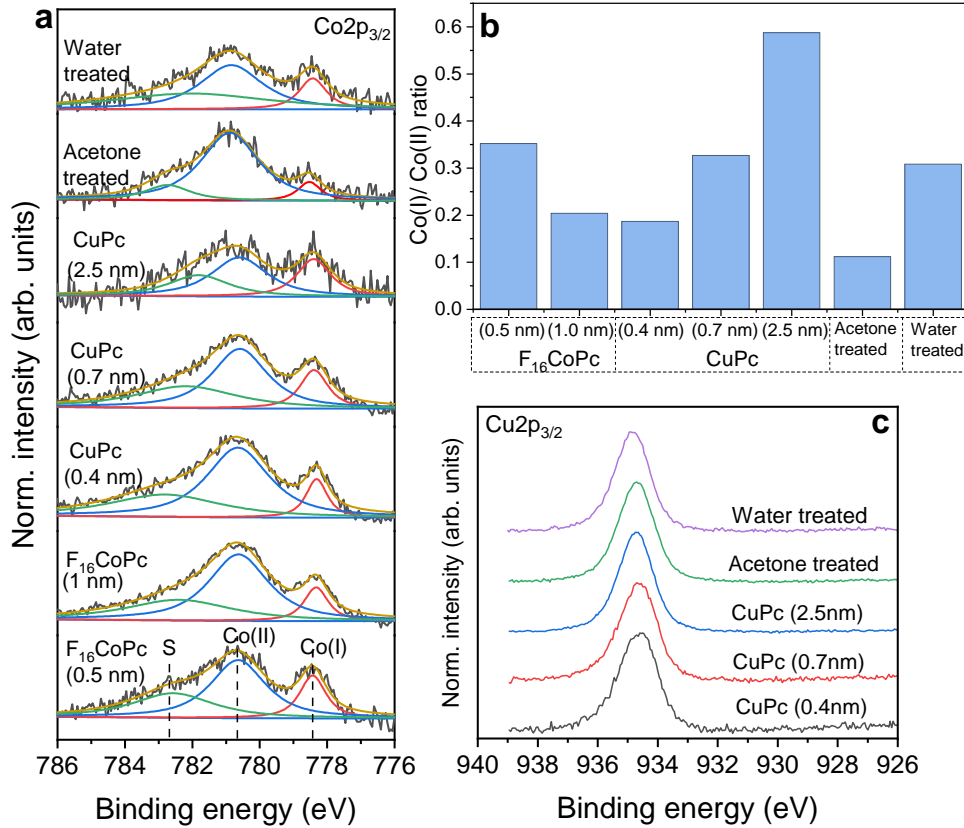 a
Co2p3/2
Water
treated
Acetone
treated
CuPc
(2.5 nm)
CuPc
(0.7 nm)
CuPc
(0.4 nm)
F16CoPc
(1 nm)
F16CoPc
(0.5 nm)
S
Co(II)
Co(I)
786 784 782 780 778 776
Binding energy (eV)
Norm. intensity (arb. units)
b
0.6
0.5
0.4
0.3
0.2
0.1
0.0
Co(I)/ Co(II) ratio
(0.5 nm) (1.0 nm) (0.4 nm) (0.7 nm) (2.5 nm)
F16CoPc
CuPc
Acetone
treated
Water
treated
Cu2p3/2
c
Water treated
Acetone treated
CuPc (2.5nm)
CuPc (0.7nm)
CuPc (0.4nm)
940 938 936 934 932 930 928 926
Binding energy (eV)
Norm. intensity (arb. units)